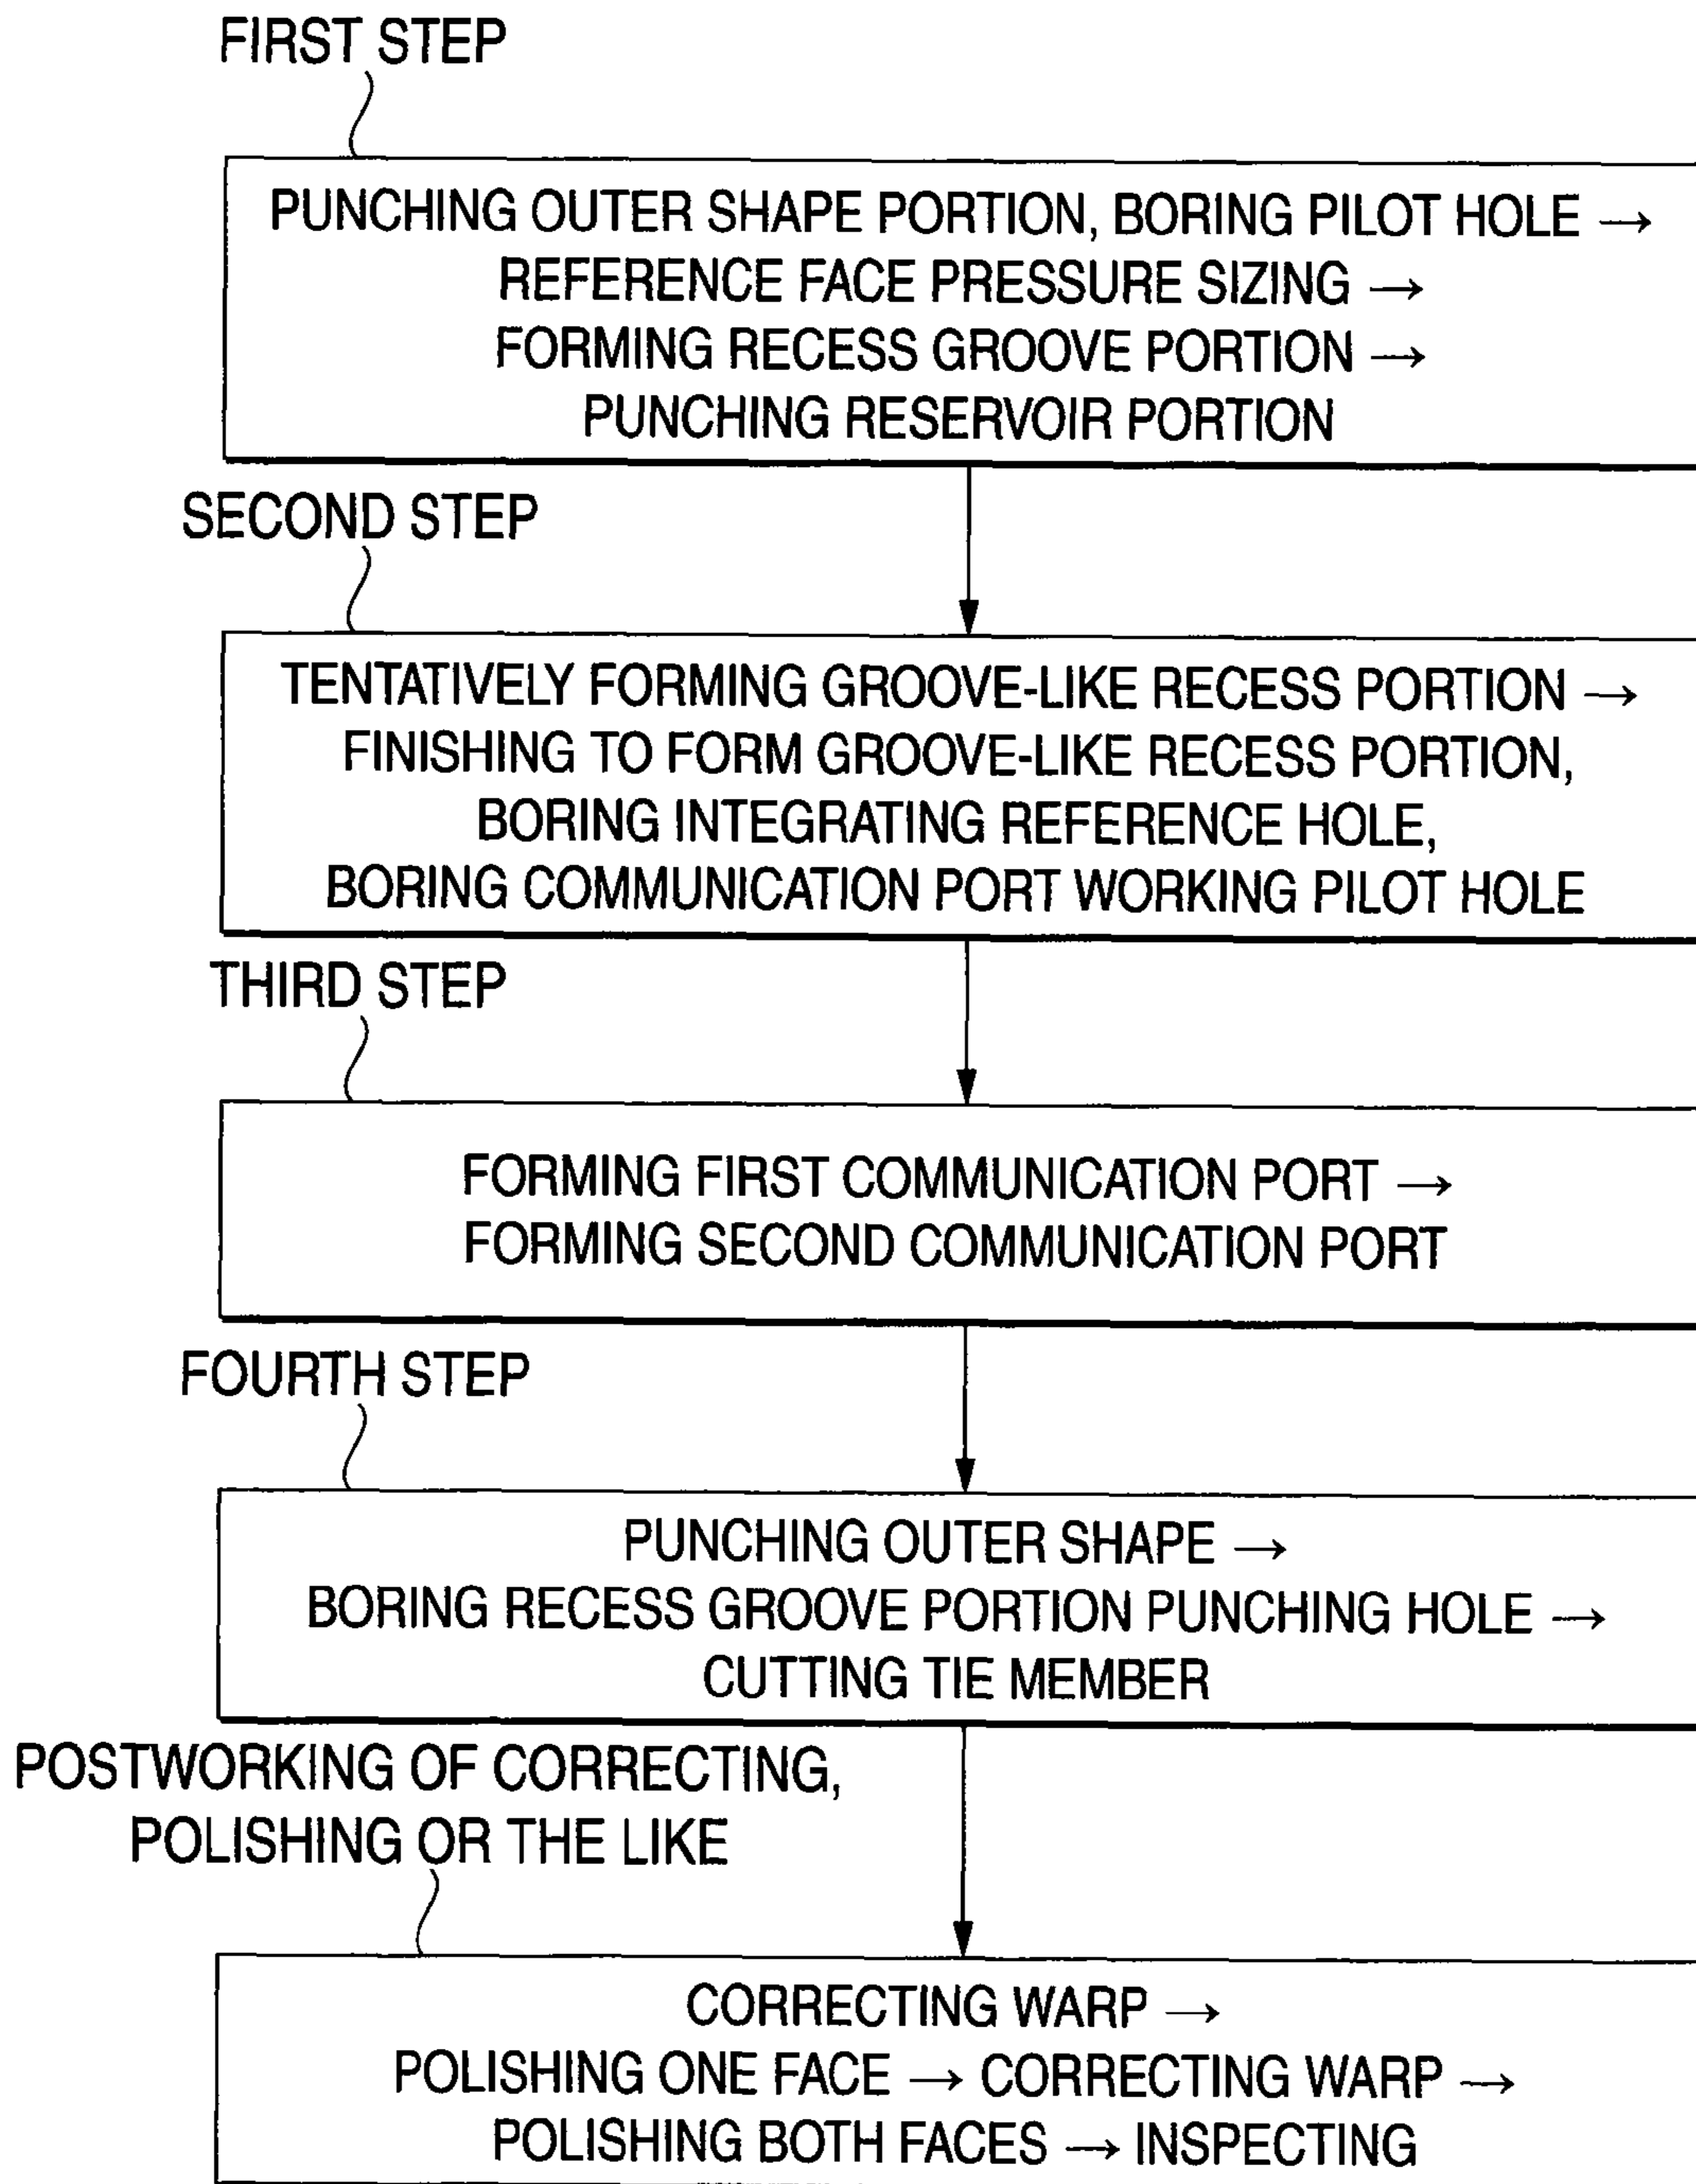 FIRST STEP
PUNCHING OUTER SHAPE PORTION, BORING PILOT HOLE →
REFERENCE FACE PRESSURE SIZING →
FORMING RECESS GROOVE PORTION →
PUNCHING RESERVOIR PORTION
SECOND STEP
TENTATIVELY FORMING GROOVE-LIKE RECESS PORTION →
FINISHING TO FORM GROOVE-LIKE RECESS PORTION,
BORING INTEGRATING REFERENCE HOLE,
BORING COMMUNICATION PORT WORKING PILOT HOLE
THIRD STEP
FORMING FIRST COMMUNICATION PORT →
FORMING SECOND COMMUNICATION PORT
FOURTH STEP
PUNCHING OUTER SHAPE →
BORING RECESS GROOVE PORTION PUNCHING HOLE →
CUTTING TIE MEMBER
POSTWORKING OF CORRECTING,
POLISHING OR THE LIKE
CORRECTING WARP →
POLISHING ONE FACE → CORRECTING WARP →
POLISHING BOTH FACES → INSPECTING